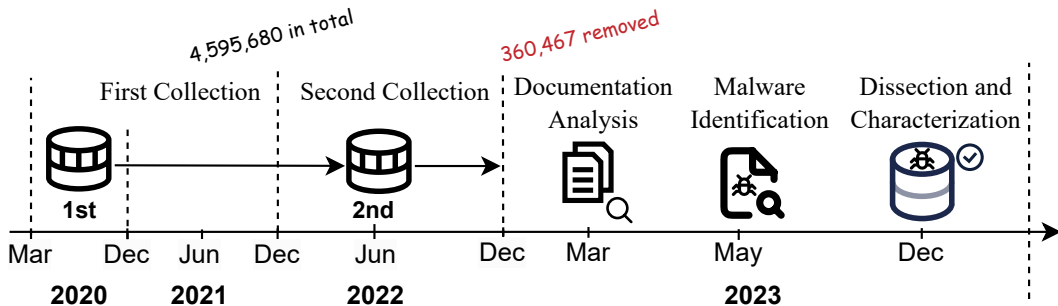 4,595,680 in total
360,467 removed
First Collection
Second Collection
Documentation
Analysis
Malware
Identification
Dissection and
Characterization
1st
2nd
Mar
Dec
Jun
Dec
Jun
Dec
Mar
May
Dec
2020
2021
2022
2023